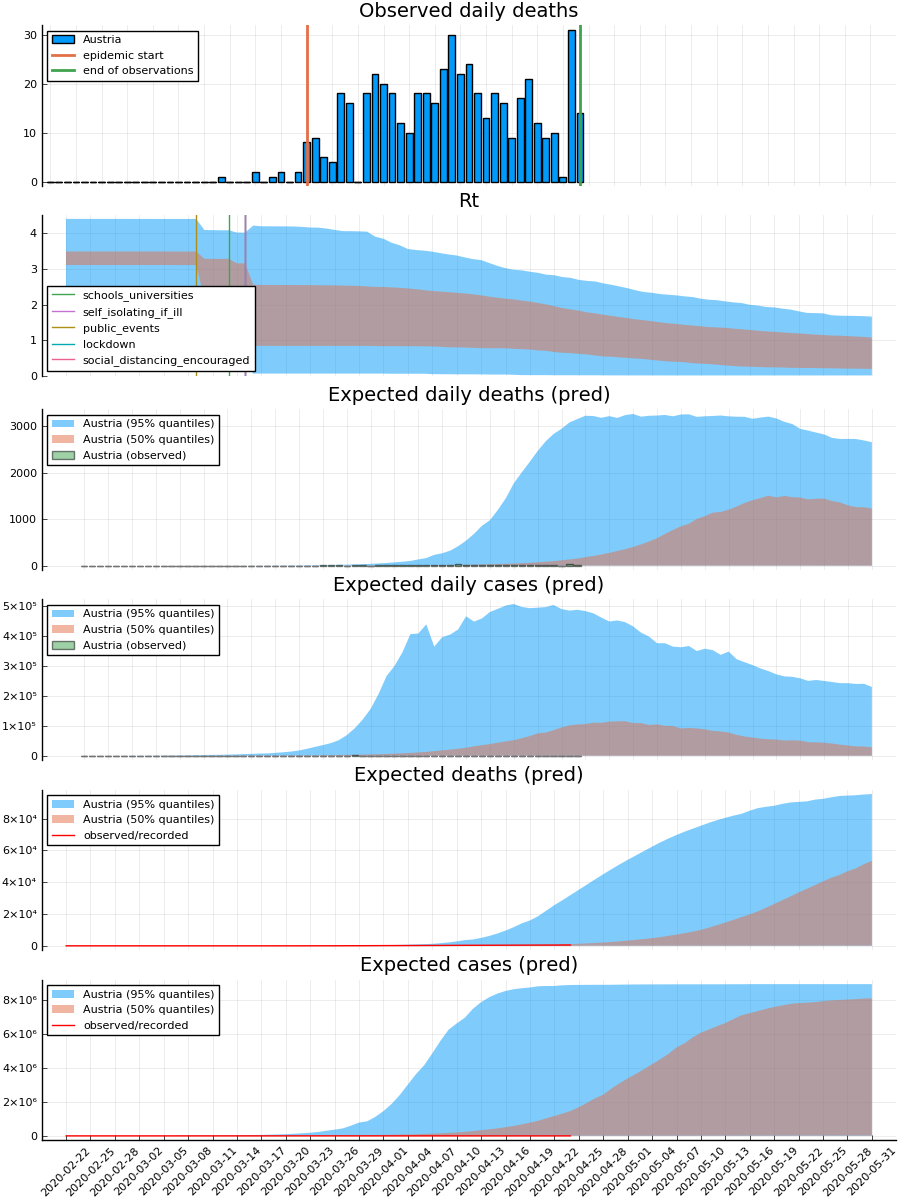 Observed daily deaths
30
20
10
0
Austria
epidemic start
end of observations
Rt
4
3
2
1
0
schools_universities
self_isolating_if_ill
public_events
lockdown
social_distancing_encouraged
Expected daily deaths (pred)
3000
2000
1000
0
Austria (95% quantiles)
Austria (50% quantiles)
Austria (observed)
Expected daily cases (pred)
5×10⁵
4×10⁵
3×10⁵
2×10⁵
1×10⁵
0
Austria (95% quantiles)
Austria (50% quantiles)
Austria (observed)
Expected deaths (pred)
8×10⁴
6×10⁴
4×10⁴
2×10⁴
0
Austria (95% quantiles)
Austria (50% quantiles)
observed/recorded
Expected cases (pred)
8×10⁶
6×10⁶
4×10⁶
2×10⁶
0
Austria (95% quantiles)
Austria (50% quantiles)
observed/recorded
2020-02-22
2020-02-25
2020-02-28
2020-03-02
2020-03-05
2020-03-08
2020-03-11
2020-03-14
2020-03-17
2020-03-20
2020-03-23
2020-03-26
2020-03-29
2020-04-01
2020-04-04
2020-04-07
2020-04-10
2020-04-13
2020-04-16
2020-04-19
2020-04-22
2020-04-25
2020-04-28
2020-05-01
2020-05-04
2020-05-07
2020-05-10
2020-05-13
2020-05-16
2020-05-19
2020-05-22
2020-05-25
2020-05-28
2020-05-31